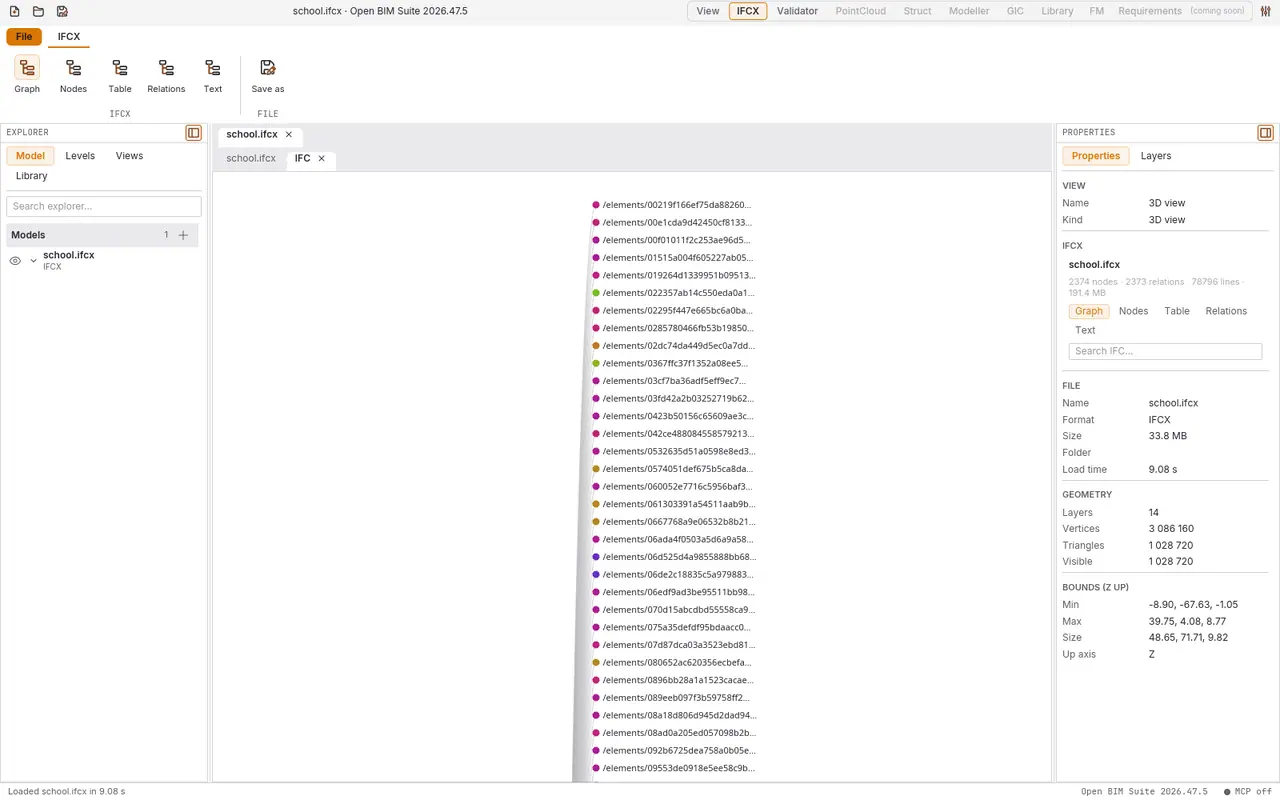 school.ifcx · Open BIM Suite 2026.47.5
View IFCX Validator PointCloud Struct Modeller GIC Library FM Requirements (coming soon)
File IFCX
Graph Nodes Table Relations Text Save as
IFCX FILE
EXPLORER
Model Levels Views
Library
Search explorer...
Models 1
school.ifcx
IFCX
school.ifcx
school.ifcx IFC
/elements/00219f166ef75da88260...
/elements/00e1cda9d42450cf8133...
/elements/00f01011f2c253ae96d5...
/elements/01515a004f605227ab05...
/elements/019264d1339951b09513...
/elements/022357ab14c550eda0a1...
/elements/02295f447e665bc6a0ba...
/elements/0285780466fb53b19850...
/elements/02dc74da449d5ec0a7dd...
/elements/0367ffc37f1352a08ee5...
/elements/03cf7ba36adf5eff9ec7...
/elements/03fd42a2b03252719b62...
/elements/0423b50156c65609ae3c...
/elements/042ce488084558579213...
/elements/0532635d51a0598e8ed3...
/elements/0574051def675b5ca8da...
/elements/060052e7716c5956baf3...
/elements/061303391a54511aab9b...
/elements/0667768a9e06532b8b21...
/elements/06ada4f0503a5d6a9a58...
/elements/06d525d4a9855888bb68...
/elements/06de2c18835c5a979883...
/elements/06edf9ad3be95511bb98...
/elements/070d15abcdbd55558ca9...
/elements/075a35defdf95bdaacc0...
/elements/07d87dca03a3523ebd81...
/elements/080652ac620356ecbefa...
/elements/0896bb28a1a1523cacae...
/elements/089eeb097f3b59758ff2...
/elements/08a18d806d945d2dad94...
/elements/08ad0a205ed057098b2b...
/elements/092b6725dea758a0b05e...
/elements/09553de0918e5ee58c9b...
PROPERTIES
Properties Layers
VIEW
Name 3D view
Kind 3D view
IFCX
school.ifcx
2374 nodes · 2373 relations 78796 lines ·
191.4 MB
Graph Nodes Table Relations
Text
Search IFC...
FILE
Name school.ifcx
Format IFCX
Size 33.8 MB
Folder
Load time 9.08 s
GEOMETRY
Layers 14
Vertices 3 086 160
Triangles 1 028 720
Visible 1 028 720
BOUNDS (Z UP)
Min -8.90, -67.63, -1.05
Max 39.75, 4.08, 8.77
Size 48.65, 71.71, 9.82
Up axis Z
Loaded school.ifcx in 9.08 s
Open BIM Suite 2026.47.5 MCP off